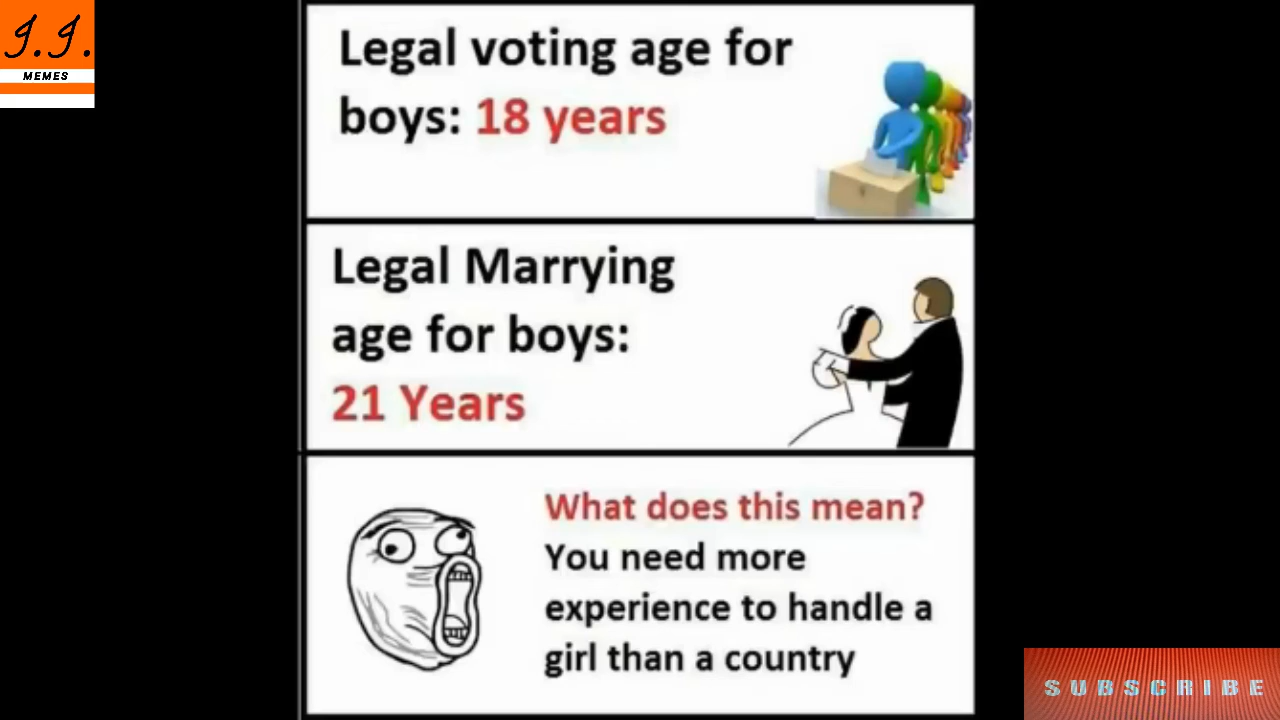 J.J.
MEMES
Legal voting age for
boys: 18 years
Legal Marrying
age for boys:
21 Years
What does this mean?
You need more
experience to handle a
girl than a country
SUBSCRIBE